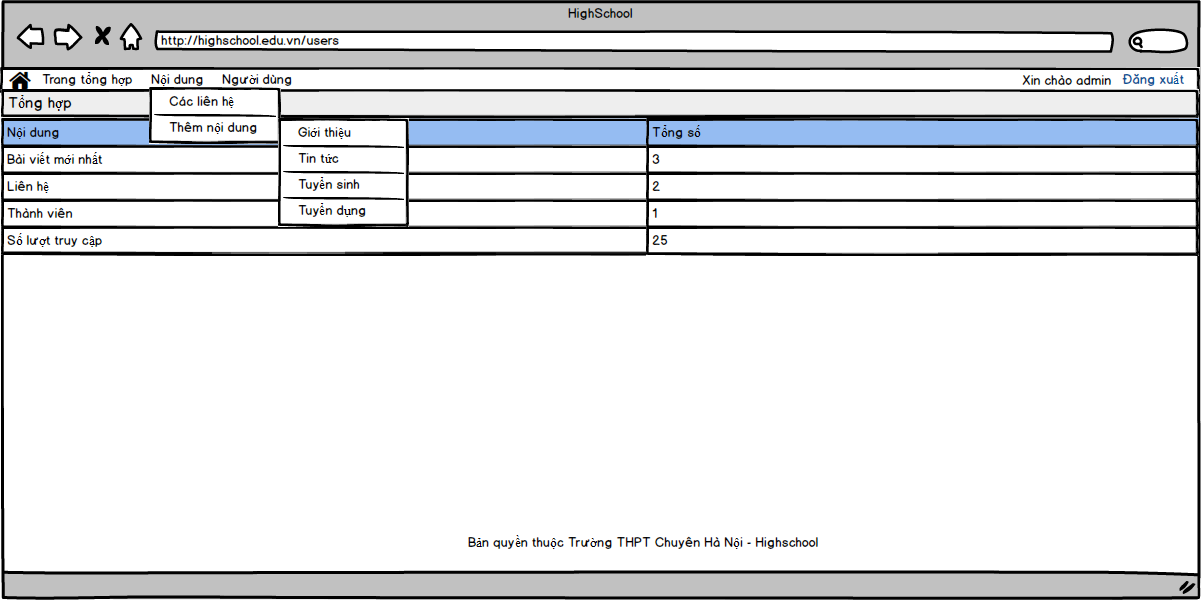 HighSchool
http://highschool.edu.vn/users
Trang tổng hợp Nội dung Người dùng Xin chào admin Đăng xuất
Tổng hợp
Các liên hệ
Thêm nội dung
Giới thiệu
Tin tức
Tuyển sinh
Tuyển dụng
Nội dung Tổng số
Bài viết mới nhất 3
Liên hệ 2
Thành viên 1
Số lượt truy cập 25
Bản quyền thuộc Trường THPT Chuyên Hà Nội - Highschool